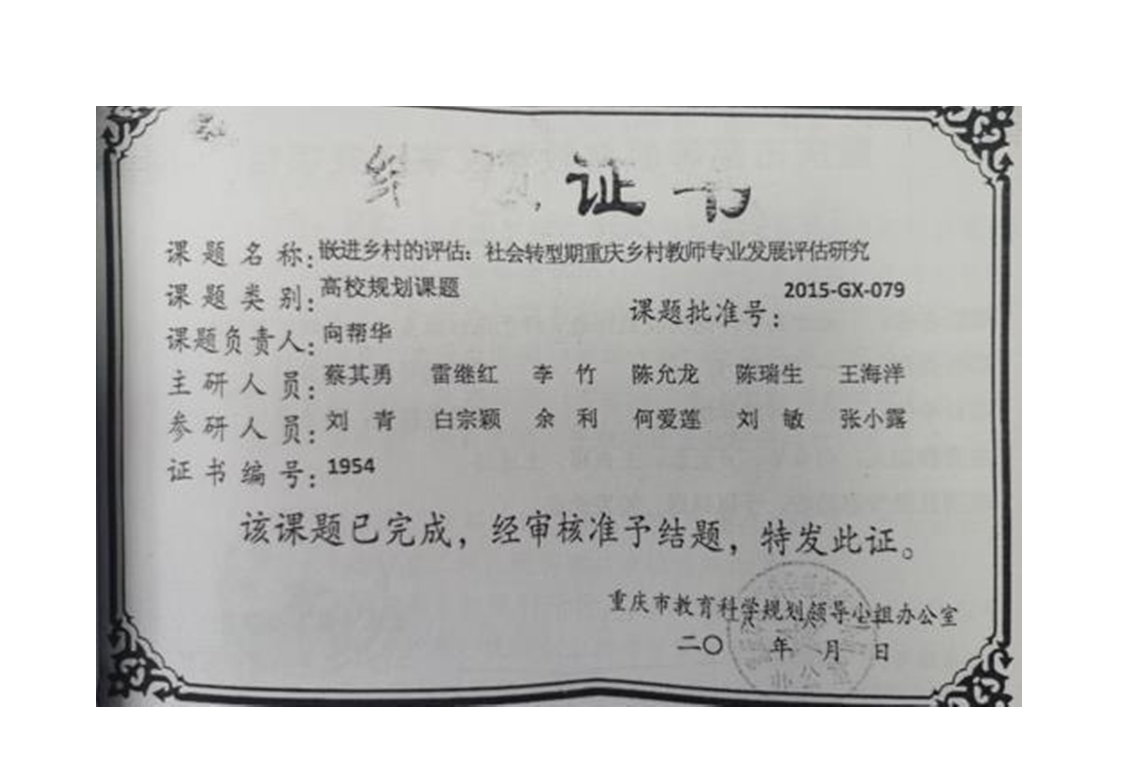 证书
课题名称:嵌进乡村的评估：社会转型期重庆乡村教师专业发展评估研究
课题类别:高校规划课题 课题批准号:2015-GX-079
课题负责人:向帮华
主研人员:蔡其勇 雷继红 李 竹 陈允龙 陈瑞生 王海洋
参研人员:刘 青 白宗颖 余 利 何爱莲 刘 敏 张小露
证书编号:1954
该课题已完成，经审核准予结题，特发此证。
重庆市教育科学规划领导小组办公室
二〇 年 月 日